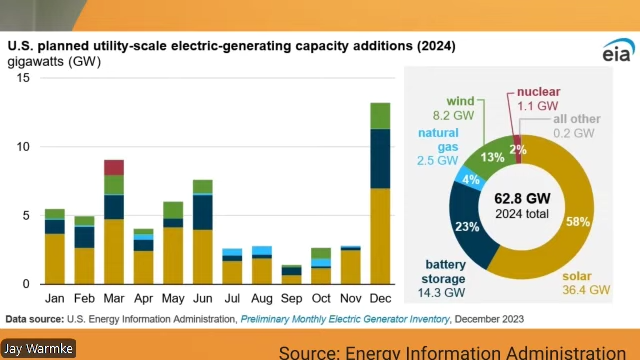 U.S. planned utility-scale electric-generating capacity additions (2024)
gigawatts (GW)
eia
15
10
5
0
Jan Feb Mar Apr May Jun Jul Aug Sep Oct Nov Dec
nuclear
1.1 GW
wind
8.2 GW
all other
0.2 GW
natural
gas
2.5 GW
13%
2%
4%
62.8 GW
2024 total
58%
23%
battery
storage
14.3 GW
solar
36.4 GW
Data source: U.S. Energy Information Administration, Preliminary Monthly Electric Generator Inventory, December 2023
Jay Warmke
Source: Energy Information Administration